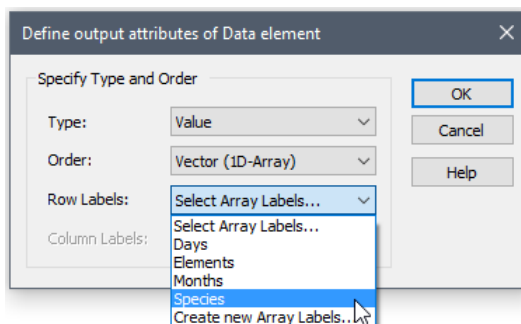 Define output attributes of Data element
Specify Type and Order
OK
Type: Value
Cancel
Order: Vector (1D-Array)
Help
Row Labels: Select Array Labels...
Column Labels:
Select Array Labels...
Days
Elements
Months
Species
Create new Array Labels...